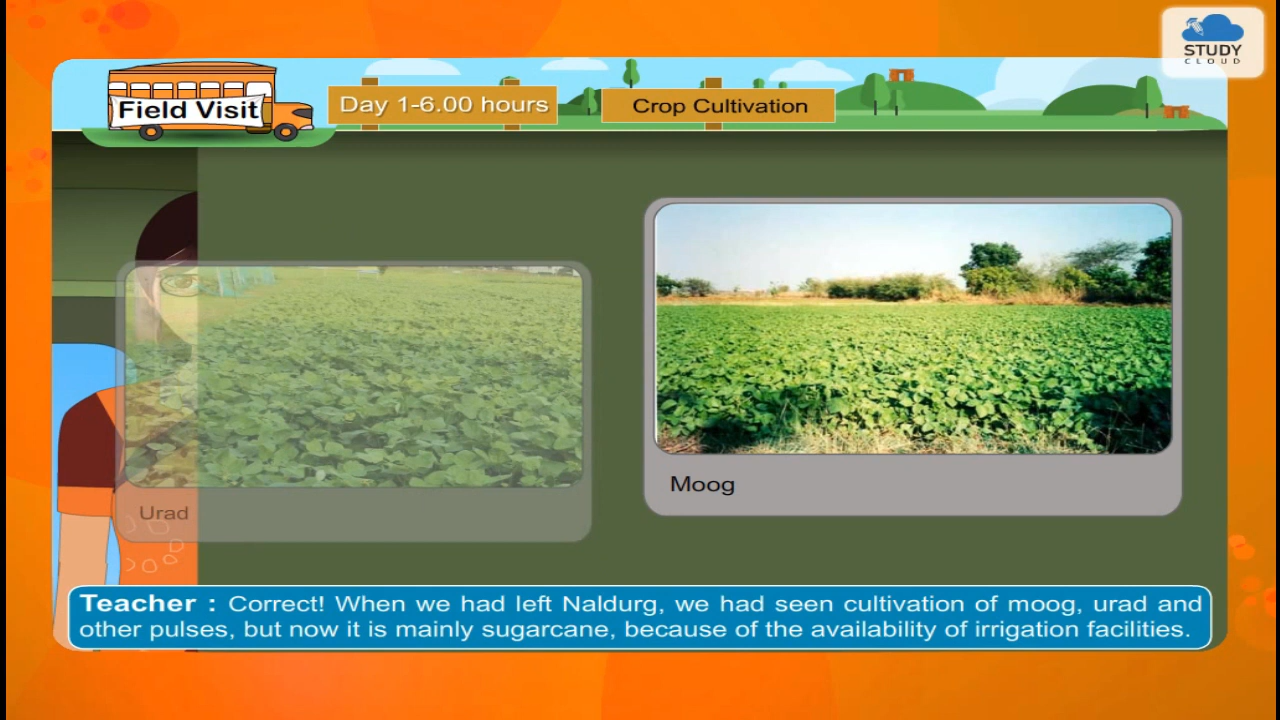 STUDY
CLOUD
Field Visit
Day 1-6.00 hours
Crop Cultivation
Moog
Urad
Teacher : Correct! When we had left Naldurg, we had seen cultivation of moog, urad and
other pulses, but now it is mainly sugarcane, because of the availability of irrigation facilities.